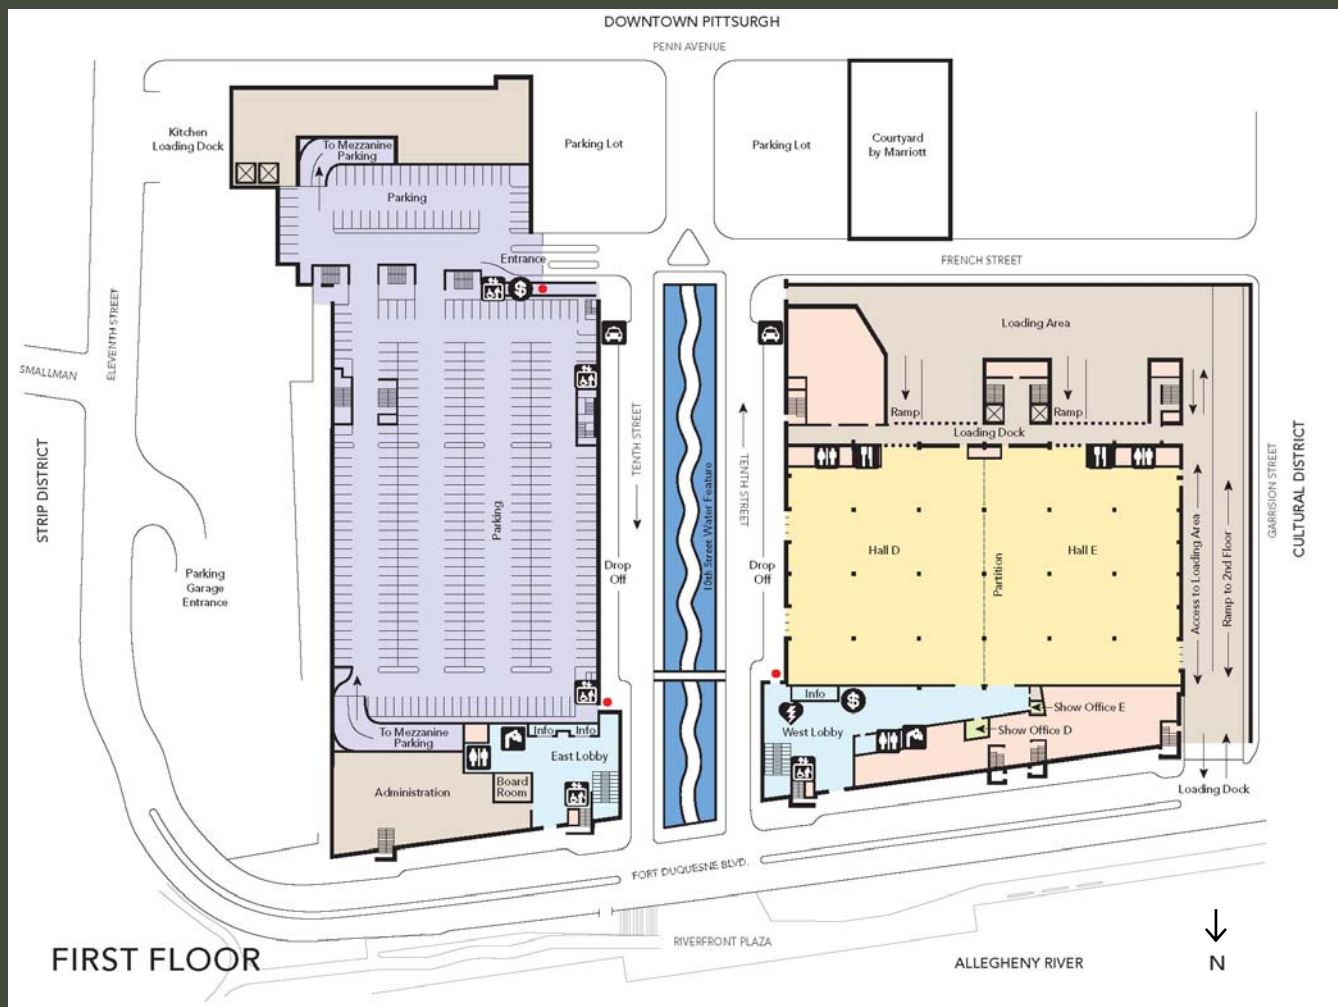 DOWNTOWN PITTSURGH
PENN AVENUE
Kitchen
Loading Dock
To Mezzanine
Parking
Parking Lot
Parking Lot
Courtyard
by Marriott
Parking
Entrance
FRENCH STREET
$
ELEVENTH STREET
SMALLMAN
Loading Area
Ramp
Ramp
Loading Dock
STRIP DISTRICT
TENTH STREET
TENTH STREET
10th Street Water Feature
GARRISION STREET
CULTURAL DISTRICT
Parking
Hall D
Hall E
Partition
Access to Loading Area
Ramp to 2nd Floor
Parking
Garage
Entrance
Drop
Off
Drop
Off
Info
$
Show Office E
Show Office D
West Lobby
To Mezzanine
Parking
Info
Info
East Lobby
Board
Room
Administration
Loading Dock
FORT DUQUESNE BLVD.
RIVERFRONT PLAZA
FIRST FLOOR
ALLEGHENY RIVER
N